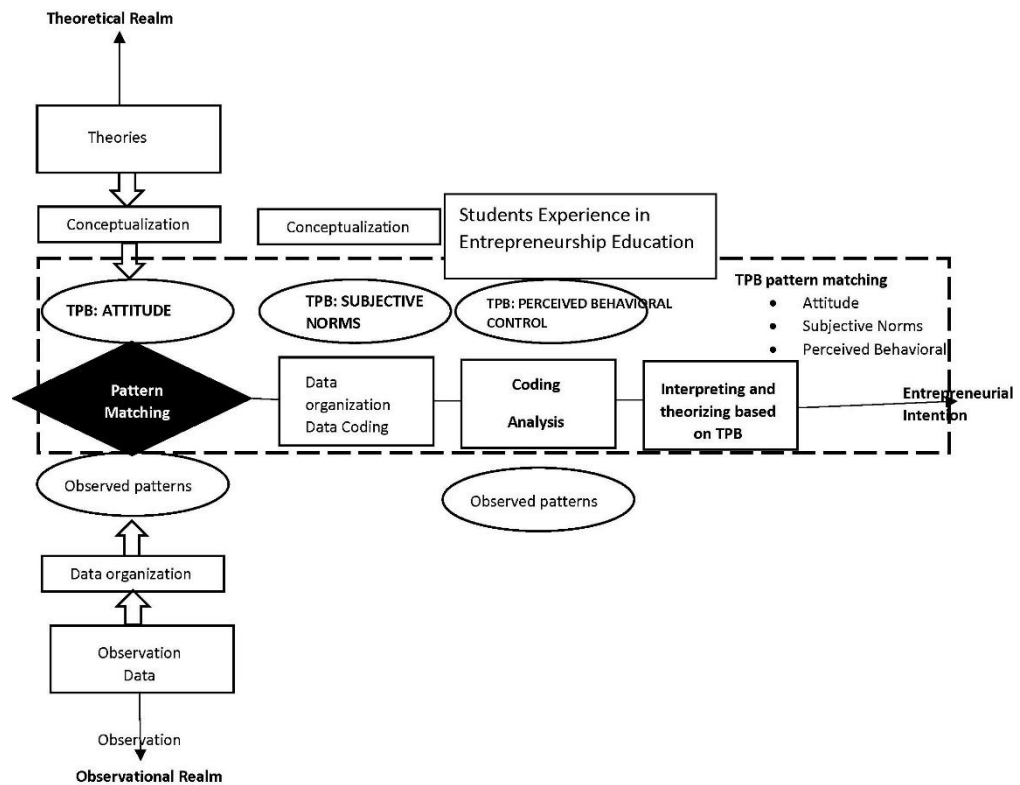 Theoretical Realm
Theories
Conceptualization
Conceptualization
Students Experience in
Entrepreneurship Education
TPB: ATTITUDE
TPB: SUBJECTIVE
NORMS
TPB: PERCEIVED BEHAVIORAL
CONTROL
TPB pattern matching
• Attitude
• Subjective Norms
• Perceived Behavioral
Pattern
Matching
Data
organization
Data Coding
Coding
Analysis
Interpreting and
theorizing based
on TPB
Entrepreneurial
Intention
Observed patterns
Observed patterns
Data organization
Observation
Data
Observation
Observational Realm